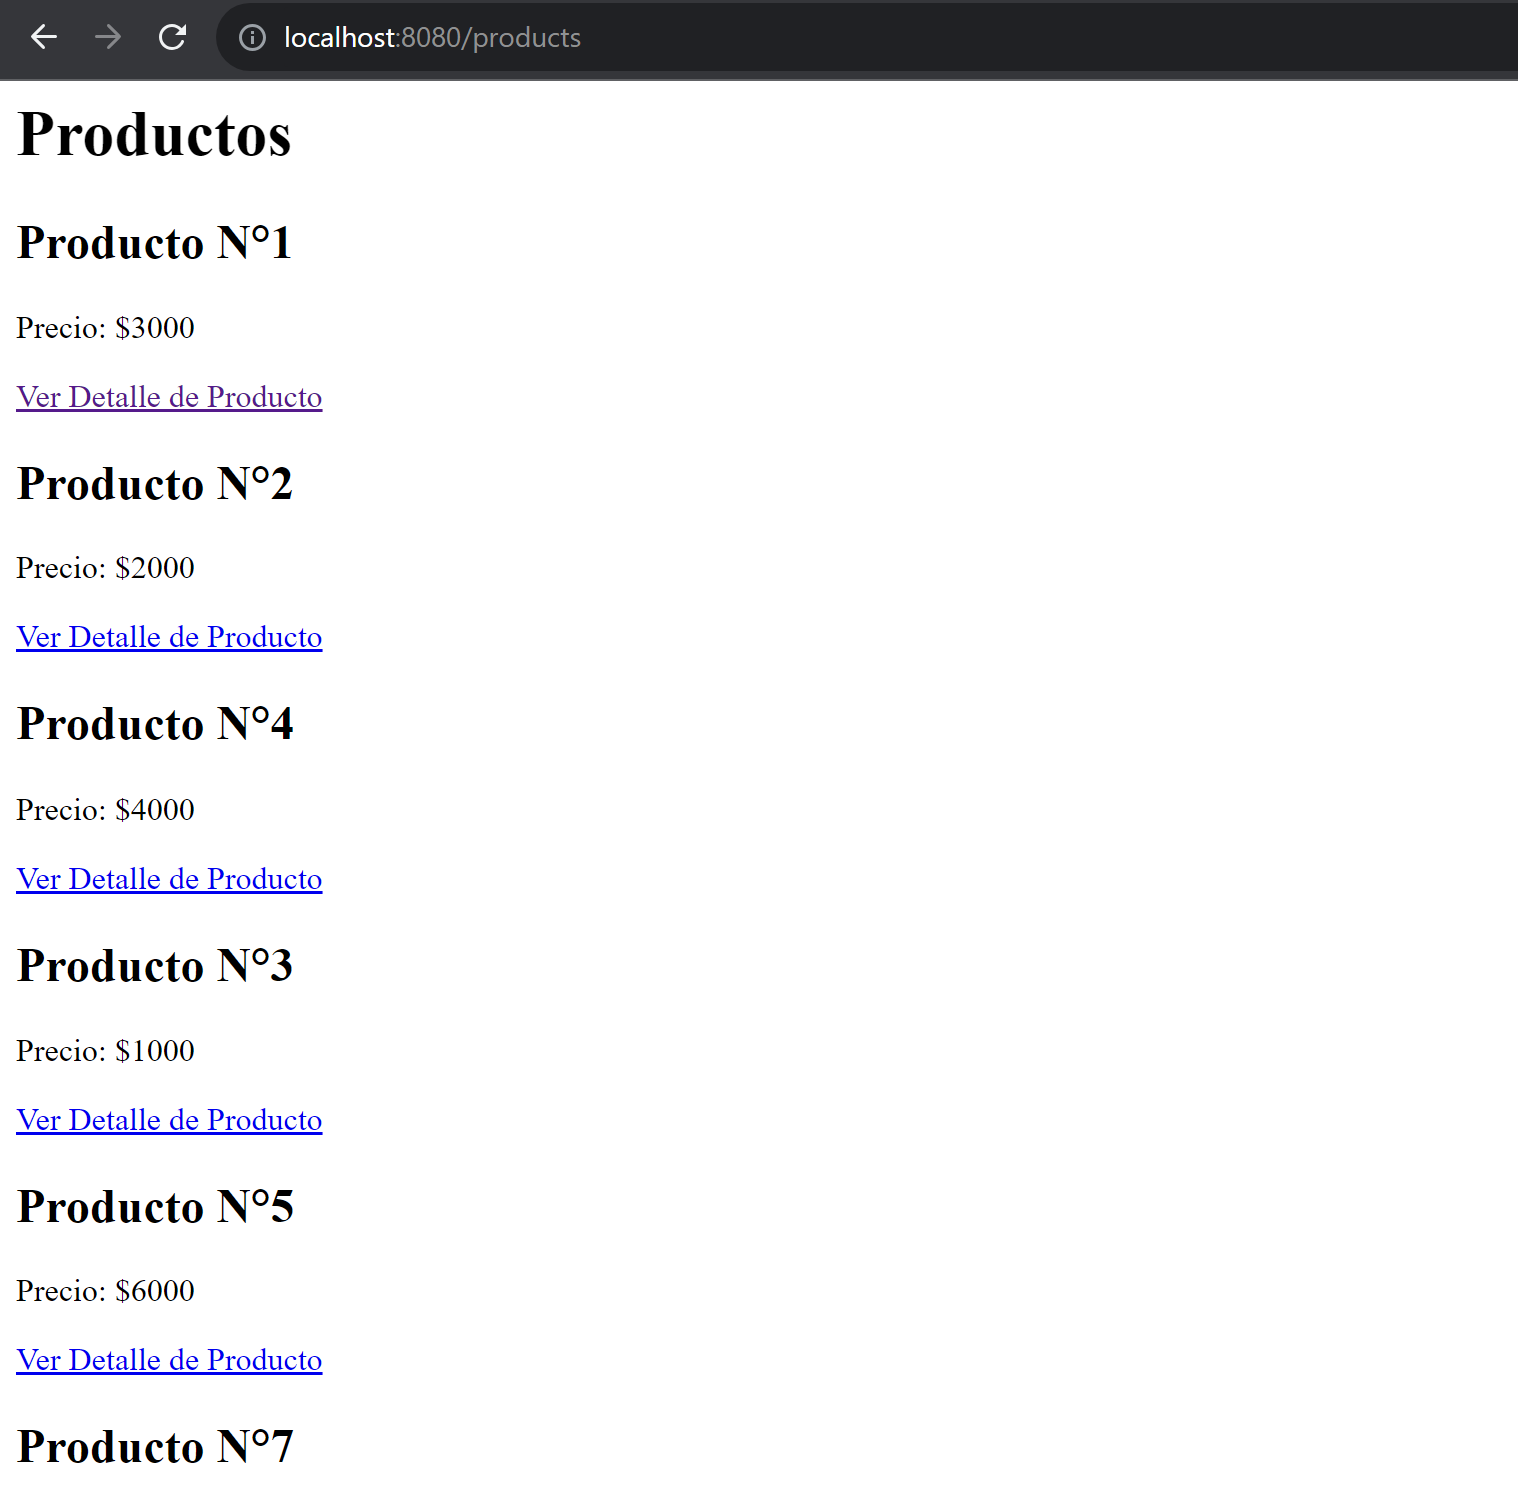 localhost:8080/products
Productos
Producto N°1
Precio: $3000
Ver Detalle de Producto
Producto N°2
Precio: $2000
Ver Detalle de Producto
Producto N°4
Precio: $4000
Ver Detalle de Producto
Producto N°3
Precio: $1000
Ver Detalle de Producto
Producto N°5
Precio: $6000
Ver Detalle de Producto
Producto N°7